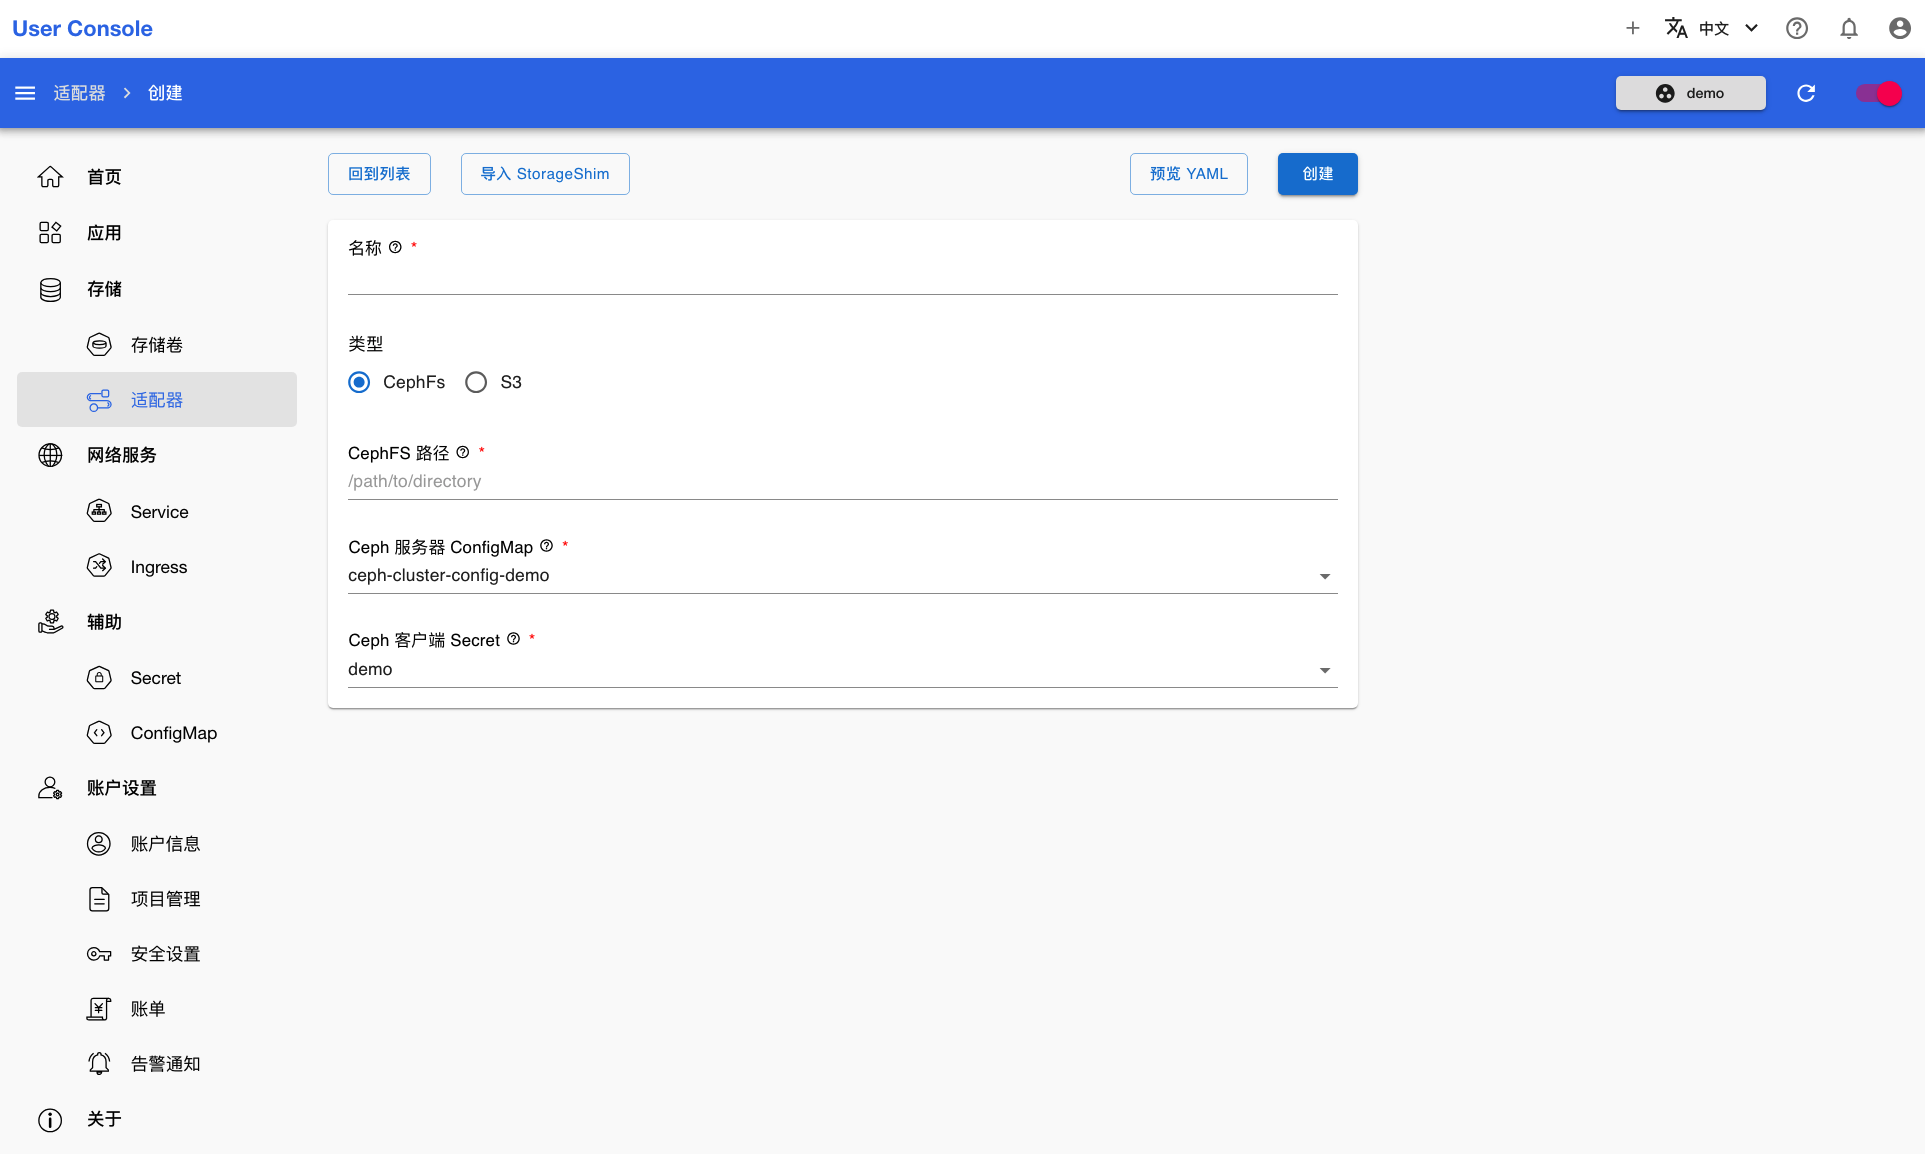 User Console
中文
适配器 > 创建
demo
首页
应用
存储
存储卷
适配器
网络服务
Service
Ingress
辅助
Secret
ConfigMap
账户设置
账户信息
项目管理
安全设置
账单
告警通知
关于
回到列表
导入 StorageShim
预览 YAML
创建
名称 *
类型
CephFs
S3
CephFS 路径 *
/path/to/directory
Ceph 服务器 ConfigMap *
ceph-cluster-config-demo
Ceph 客户端 Secret *
demo